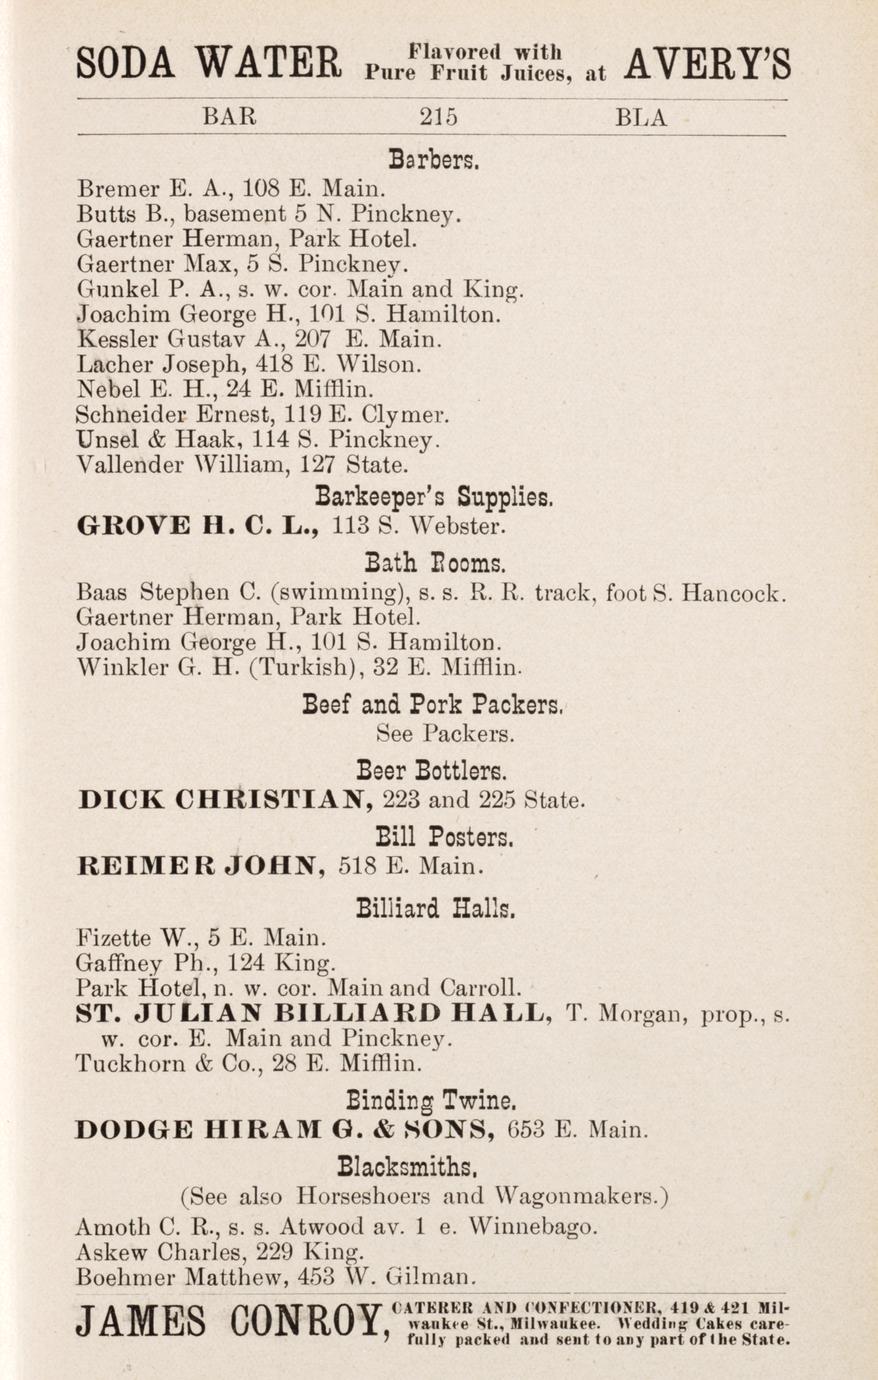 SODA WATER Flavored with Pure Fruit Juices, at AVERY'S
BAR 215 BLA
Barbers.
Bremer E. A., 108 E. Main.
Butts B., basement 5 N. Pinckney.
Gaertner Herman, Park Hotel.
Gaertner Max, 5 S. Pinckney.
Gunkel P. A., s. w. cor. Main and King.
Joachim George H., 101 S. Hamilton.
Kessler Gustav A., 207 E. Main.
Lacher Joseph, 418 E. Wilson.
Nebel E. H., 24 E. Mifflin.
Schneider Ernest, 119 E. Clymer.
Unsel & Haak, 114 S. Pinckney.
Vallender William, 127 State.
Barkeeper's Supplies.
GROVE H. C. L., 113 S. Webster.
Bath Rooms.
Baas Stephen C. (swimming), s. s. R. R. track, foot S. Hancock.
Gaertner Herman, Park Hotel.
Joachim George H., 101 S. Hamilton.
Winkler G. H. (Turkish), 32 E. Mifflin.
Beef and Pork Packers.
See Packers.
Beer Bottlers.
DICK CHRISTIAN, 223 and 225 State.
Bill Posters.
REIMER JOHN, 518 E. Main.
Billiard Halls.
Fizette W., 5 E. Main.
Gaffney Ph., 124 King.
Park Hotel, n. w. cor. Main and Carroll.
ST. JULIAN BILLIARD HALL, T. Morgan, prop., s.
w. cor. E. Main and Pinckney.
Tuckhorn & Co., 28 E. Mifflin.
Binding Twine.
DODGE HIRAM G. & SONS, 653 E. Main.
Blacksmiths.
(See also Horseshoers and Wagonmakers.)
Amoth C. R., s. s. Atwood av. 1 e. Winnebago.
Askew Charles, 229 King.
Boehmer Matthew, 453 W. Gilman.
JAMES CONROY, CATERER AND CONFECTIONER, 419 & 421 Mil-
waukee St., Milwaukee. Wedding Cakes care-
fully packed and sent to any part of the State.